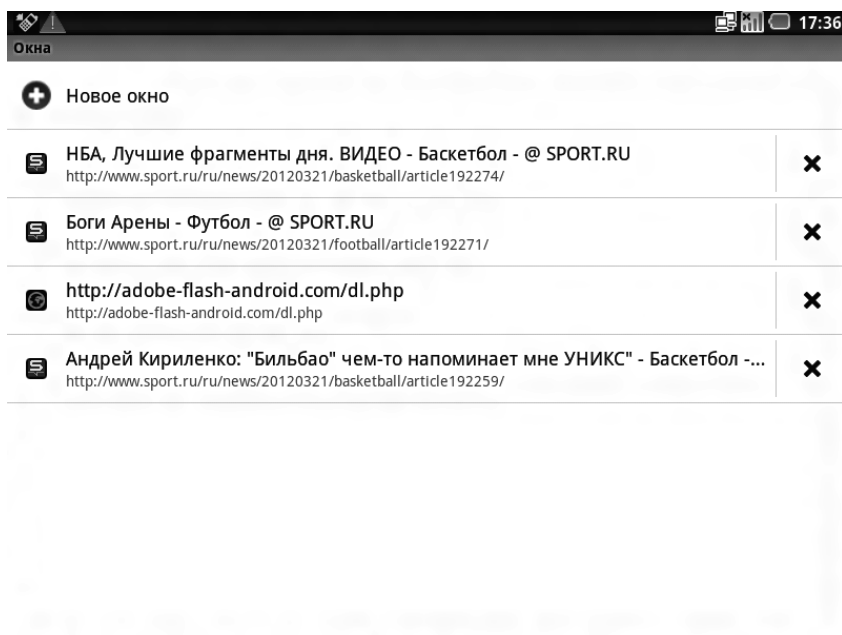 17:36
Окна
Новое окно
НБА, Лучшие фрагменты дня. ВИДЕО - Баскетбол - @ SPORT.RU
http://www.sport.ru/ru/news/20120321/basketball/article192274/
Боги Арены - Футбол - @ SPORT.RU
http://www.sport.ru/ru/news/20120321/football/article192271/
http://adobe-flash-android.com/dl.php
http://adobe-flash-android.com/dl.php
Андрей Кириленко: "Бильбао" чем-то напоминает мне УНИКС" - Баскетбол -...
http://www.sport.ru/ru/news/20120321/basketball/article192259/